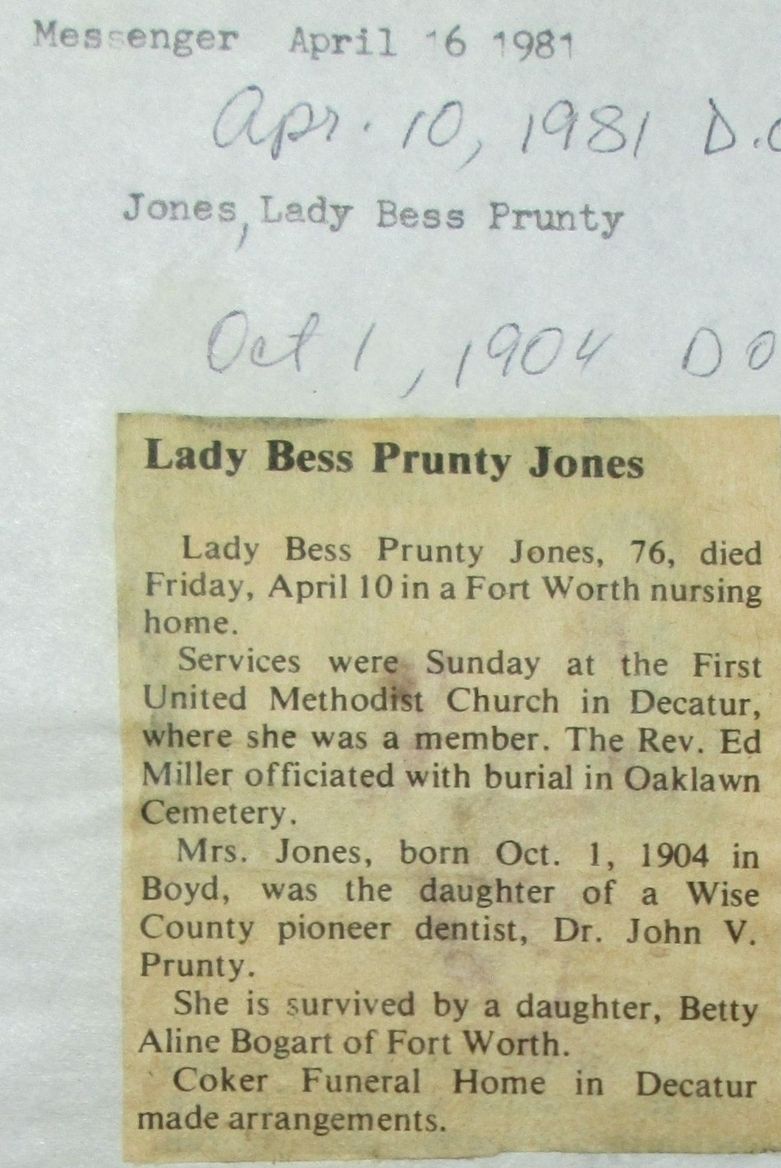 Messenger April 16 1981
Apr. 10, 1981 D.
Jones, Lady Bess Prunty
Oct 1, 1904 D O
Lady Bess Prunty Jones
Lady Bess Prunty Jones, 76, died
Friday, April 10 in a Fort Worth nursing
home.
Services were Sunday at the First
United Methodist Church in Decatur,
where she was a member. The Rev. Ed
Miller officiated with burial in Oaklawn
Cemetery.
Mrs. Jones, born Oct. 1, 1904 in
Boyd, was the daughter of a Wise
County pioneer dentist, Dr. John V.
Prunty.
She is survived by a daughter, Betty
Aline Bogart of Fort Worth.
Coker Funeral Home in Decatur
made arrangements.